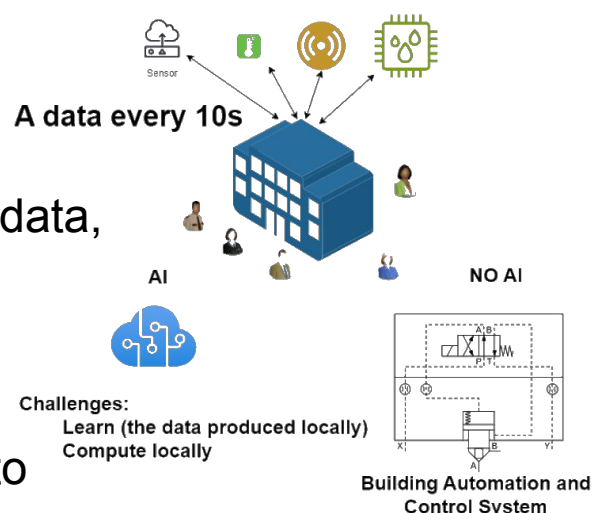 Sensor
A data every 10s
data,
AI
NO AI
A B
P T
Challenges:
Learn (the data produced locally)
Compute locally
X
B
Y
A
to
Building Automation and
Control System